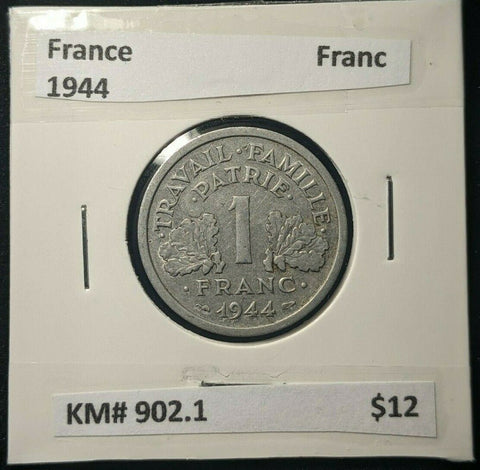 France Franc
1944
TRAVAIL · FAMILLE
· PATRIE ·
1
· FRANC ·
1944
KM# 902.1 $12